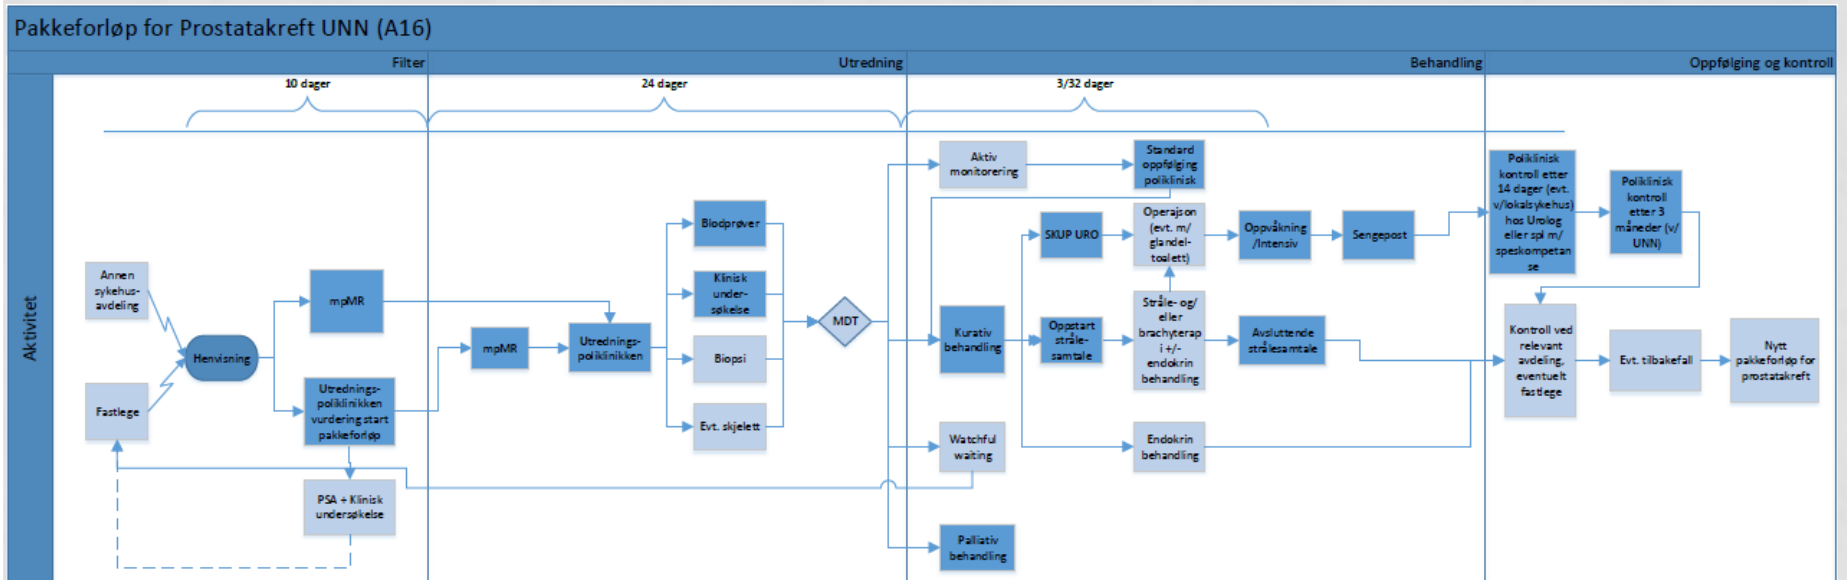 Pakkeforløp for Prostatakreft UNN (A16)
Filter
Utredning
Behandling
Oppfølging og kontroll
Aktivitet
10 dager
24 dager
3/32 dager
Annen
sykehus-
avdeling
Fastlege
Henvisning
mpMR
Utrednings-
poliklinikken
vurdering start
pakkeforløp
PSA + Klinisk
undersøkelse
mpMR
Utrednings-
poliklinikken
Blodprøver
Klinisk
under-
søkelse
Biopsi
Evt. skjelett
MDT
Aktiv
monitorering
Standard
oppfølging
poliklinisk
SKUP URO
Operajson
(evt. m/
glandel-
toalett)
Oppvåkning
/Intensiv
Sengepost
Kurativ
behandling
Oppstart
stråle-
samtale
Stråle- og/
eller
brachyterap
i +/-
endokrin
behandling
Avsluttende
strålesamtale
Watchful
waiting
Endokrin
behandling
Palliativ
behandling
Poliklinisk
kontroll etter
14 dager (evt.
v/lokalsykehus)
hos Urolog
eller spl m/
speskompetan
se
Poliklinisk
kontroll
etter 3
måneder (v/
UNN)
Kontroll ved
relevant
avdeling,
eventuelt
fastlege
Evt. tilbakefall
Nytt
pakkeforløp for
prostatakreft